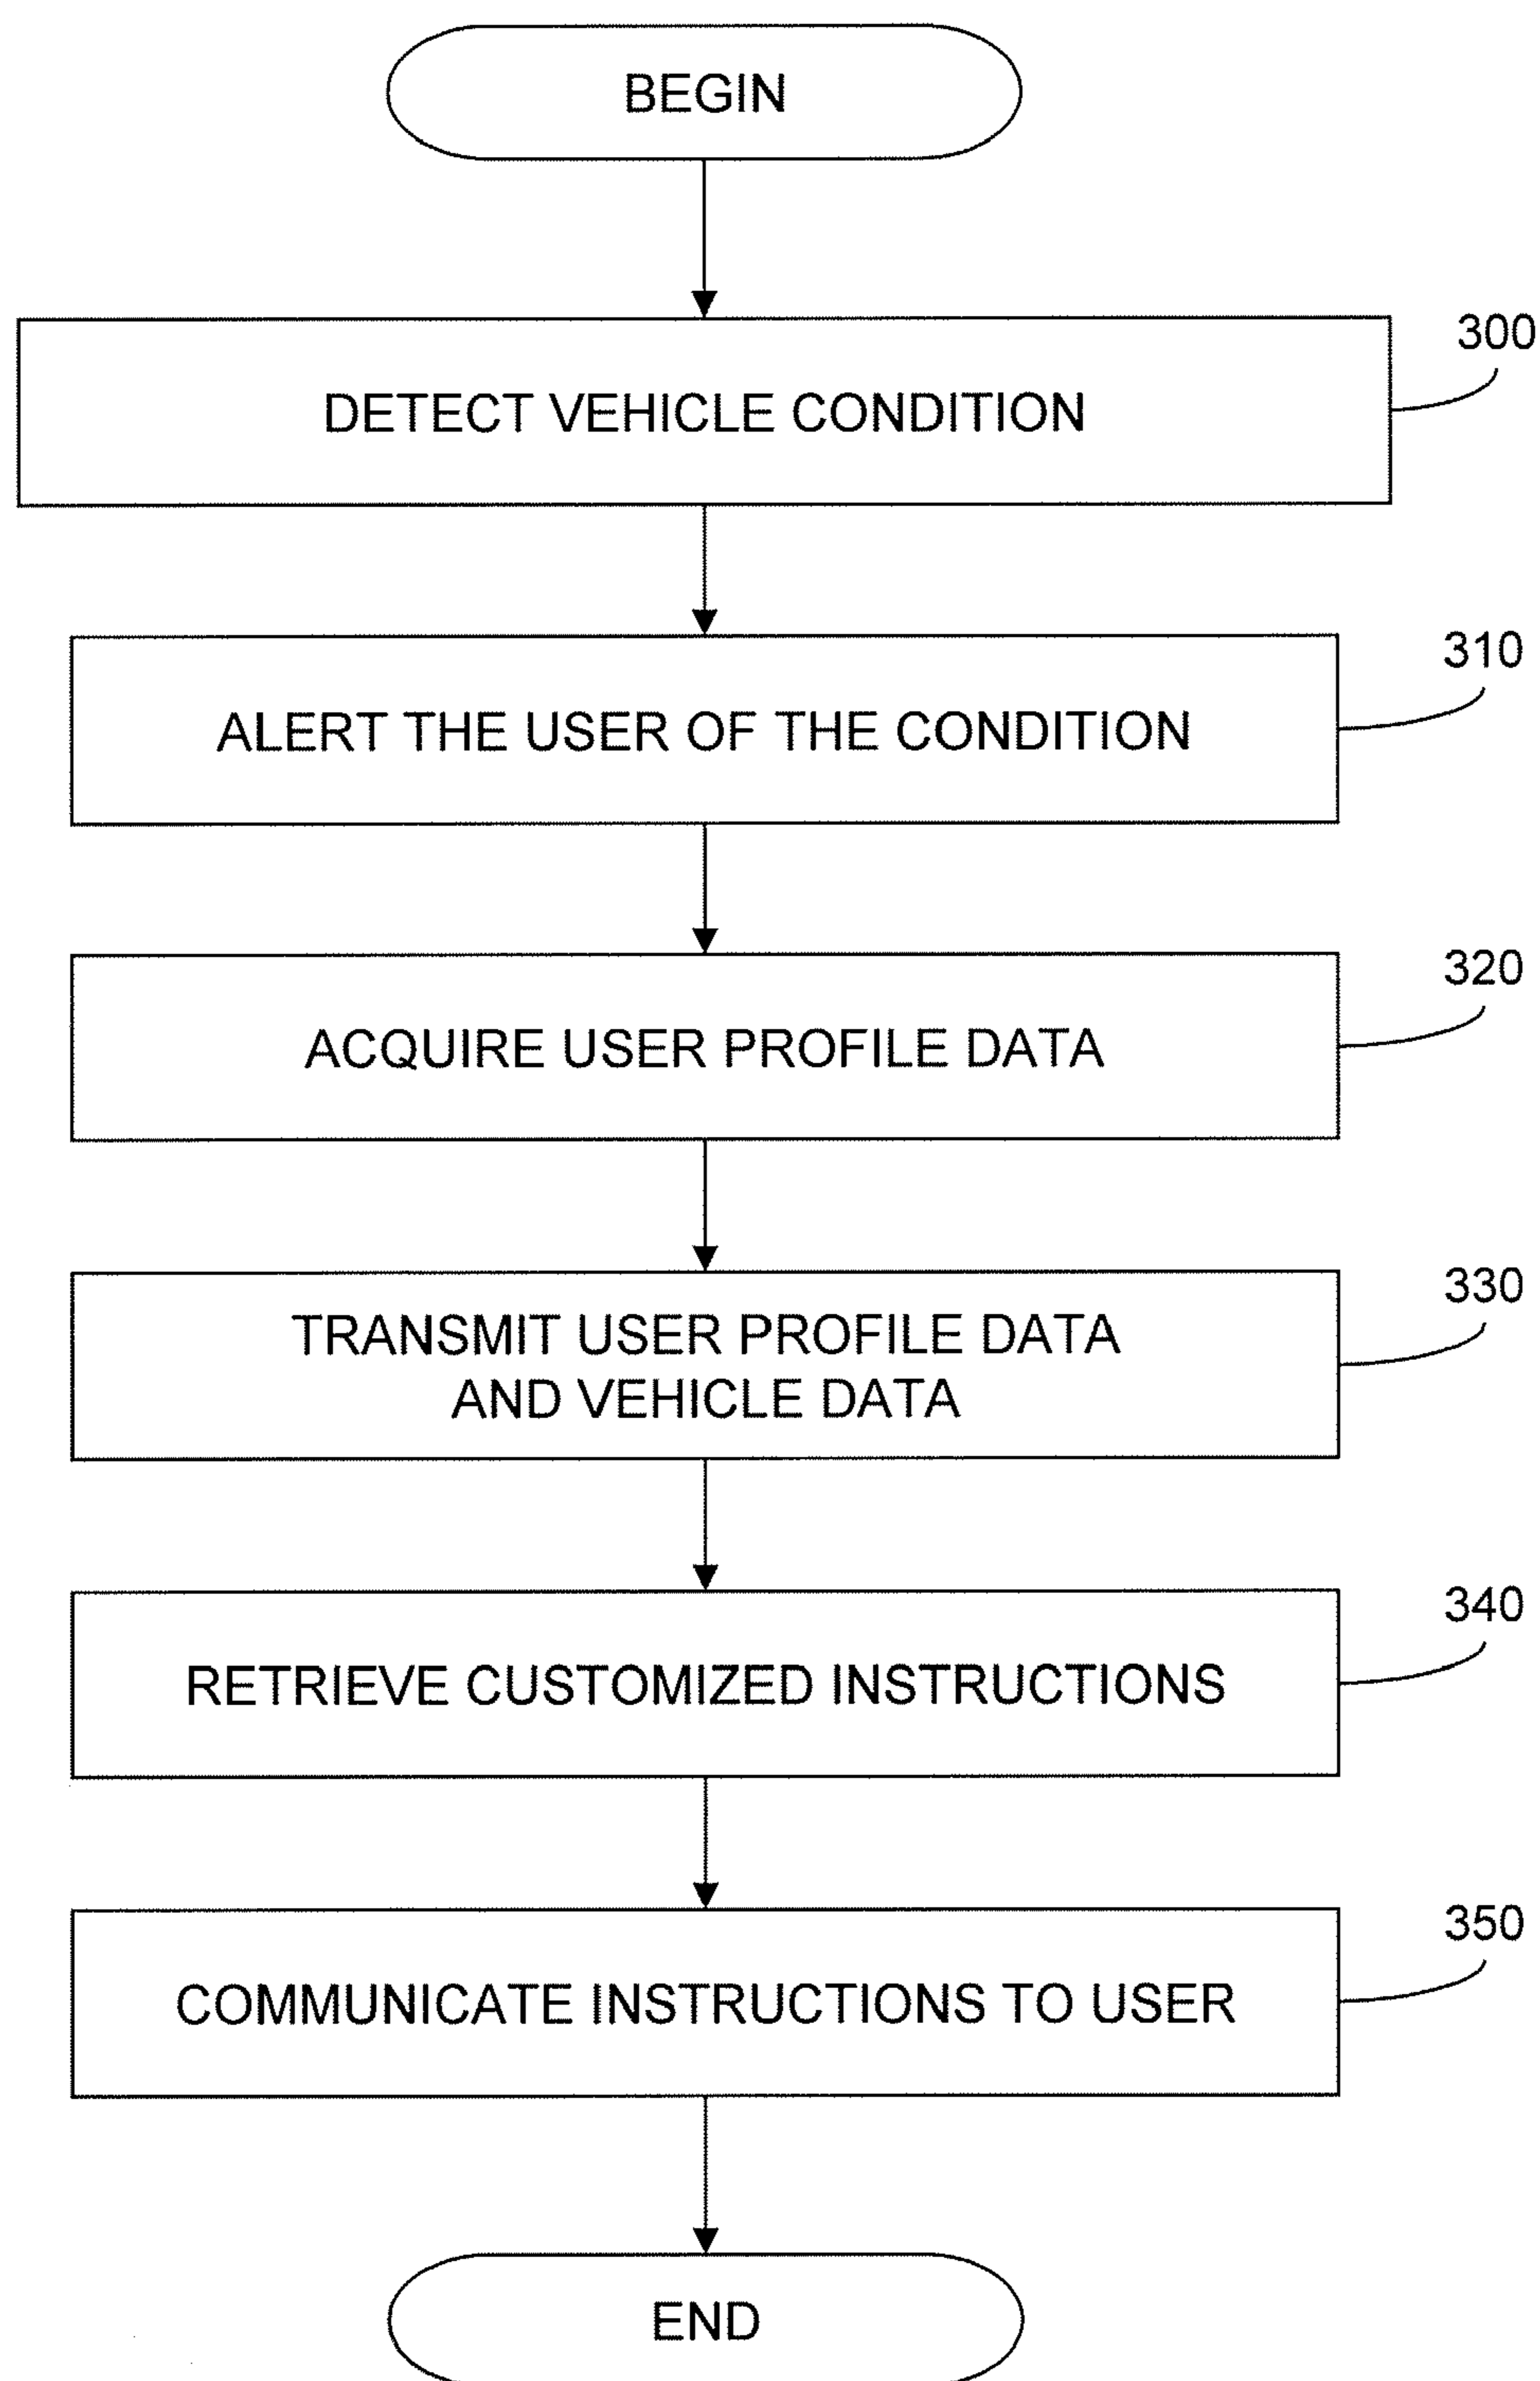 BEGIN
300
DETECT VEHICLE CONDITION
310
ALERT THE USER OF THE CONDITION
320
ACQUIRE USER PROFILE DATA
330
TRANSMIT USER PROFILE DATA
AND VEHICLE DATA
340
RETRIEVE CUSTOMIZED INSTRUCTIONS
350
COMMUNICATE INSTRUCTIONS TO USER
END